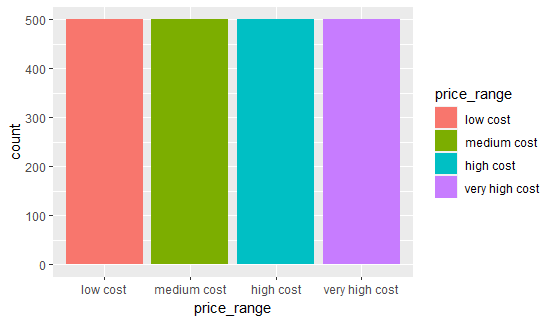 500
400
300
200
100
0
count
low cost medium cost high cost very high cost
price_range
price_range
low cost
medium cost
high cost
very high cost